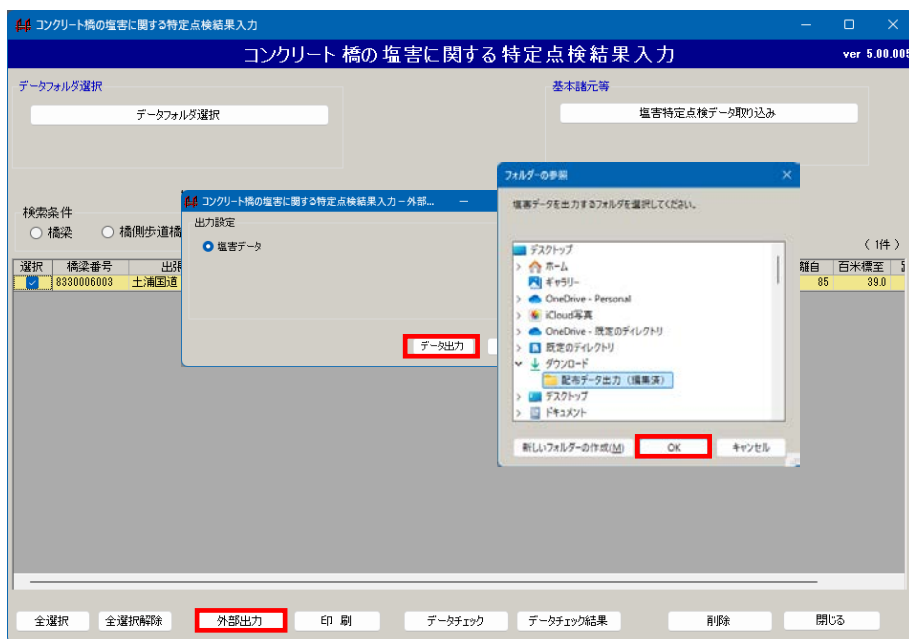 コンクリート橋の塩害に関する特定点検結果入力
コンクリート橋の塩害に関する特定点検結果入力
ver 5.00.005
データフォルダ選択
基本諸元等
データフォルダ選択
塩害特定点検データ取り込み
フォルダーの参照
コンクリート橋の塩害に関する特定点検結果入力-外部...
塩害データを出力するフォルダを選択してください。
検索条件
出力設定
橋梁
橋側歩道橋
塩害データ
(1件)
デスクトップ
ホーム
ギャラリー
OneDrive - Personal
iCloud写真
OneDrive - 既定のディレクトリ
既定のディレクトリ
ダウンロード
配布データ出力（編集済）
デスクトップ
ドキュメント
選択 橋梁番号 出張 離自 百米標至
8330006003 土浦国道 85 39.0
データ出力
新しいフォルダーの作成(M) OK キャンセル
全選択 全選択解除 外部出力 印 刷 データチェック データチェック結果 削除 閉じる